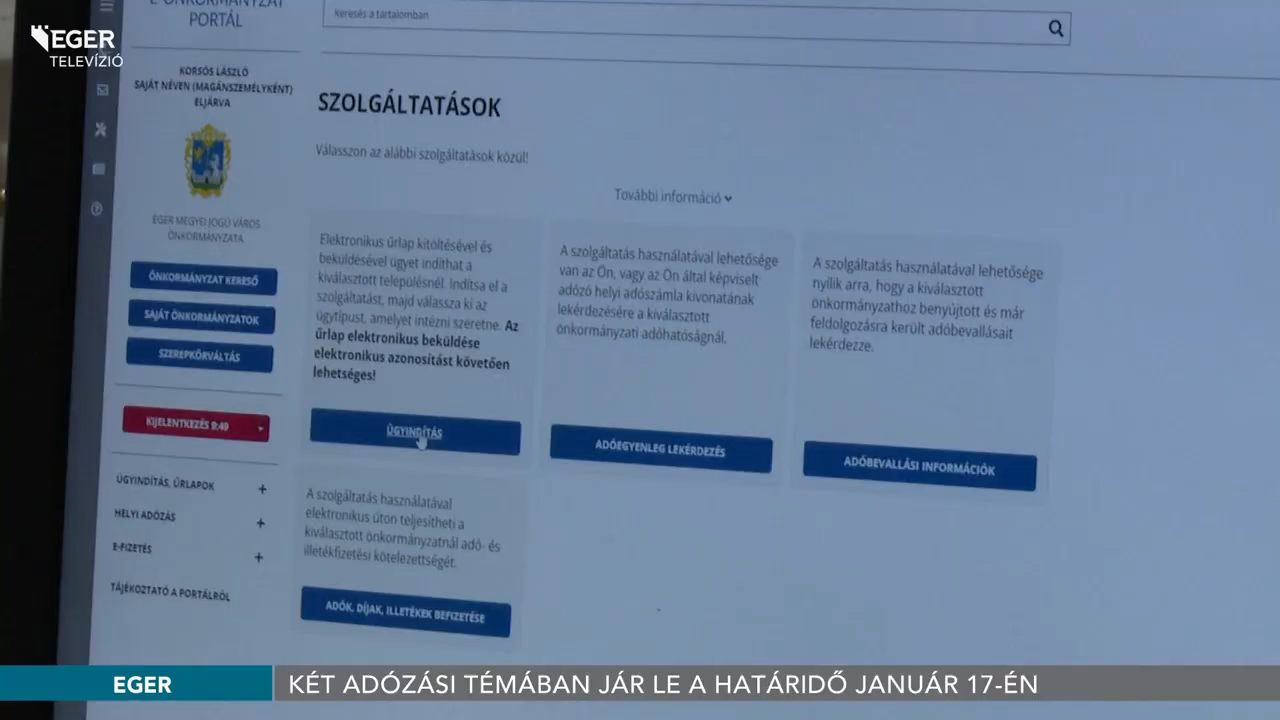 E-ÖNKORMÁNYZAT
PORTÁL
Keresés a tartalomban
EGER
TELEVÍZIÓ
KORSÓS LÁSZLÓ
SAJÁT NÉVEN (MAGÁNSZEMÉLYKÉNT)
ELJÁRVA
EGER MEGYEI JOGÚ VÁROS
ÖNKORMÁNYZATA
ÖNKORMÁNYZAT KERESŐ
SAJÁT ÖNKORMÁNYZATOK
SZEREPKÖRVÁLTÁS
KIJELENTKEZÉS 9:49
ÜGYINDÍTÁS, ŰRLAPOK +
HELYI ADÓZÁS +
E-FIZETÉS +
TÁJÉKOZTATÓ A PORTÁLRÓL
SZOLGÁLTATÁSOK
Válasszon az alábbi szolgáltatások közül!
További információ
Elektronikus űrlap kitöltésével és
beküldésével ügyet indíthat a
kiválasztott településnél. Indítsa el a
szolgáltatást, majd válassza ki az
ügytípust, amelyet intézni szeretne. Az
űrlap elektronikus beküldése
elektronikus azonosítást követően
lehetséges!
ÜGYINDÍTÁS
A szolgáltatás használatával lehetősége
van az Ön, vagy az Ön által képviselt
adózó helyi adószámla kivonatának
lekérdezésére a kiválasztott
önkormányzati adóhatóságnál.
ADÓEGYENLEG LEKÉRDEZÉS
A szolgáltatás használatával lehetősége
nyílik arra, hogy a kiválasztott
önkormányzathoz benyújtott és már
feldolgozásra került adóbevallásait
lekérdezze.
ADÓBEVALLÁSI INFORMÁCIÓK
A szolgáltatás használatával
elektronikus úton teljesítheti a
kiválasztott önkormányzatnál adó- és
illetékfizetési kötelezettségét.
ADÓK, DÍJAK, ILLETÉKEK BEFIZETÉSE
EGER
KÉT ADÓZÁSI TÉMÁBAN JÁR LE A HATÁRIDŐ JANUÁR 17-ÉN